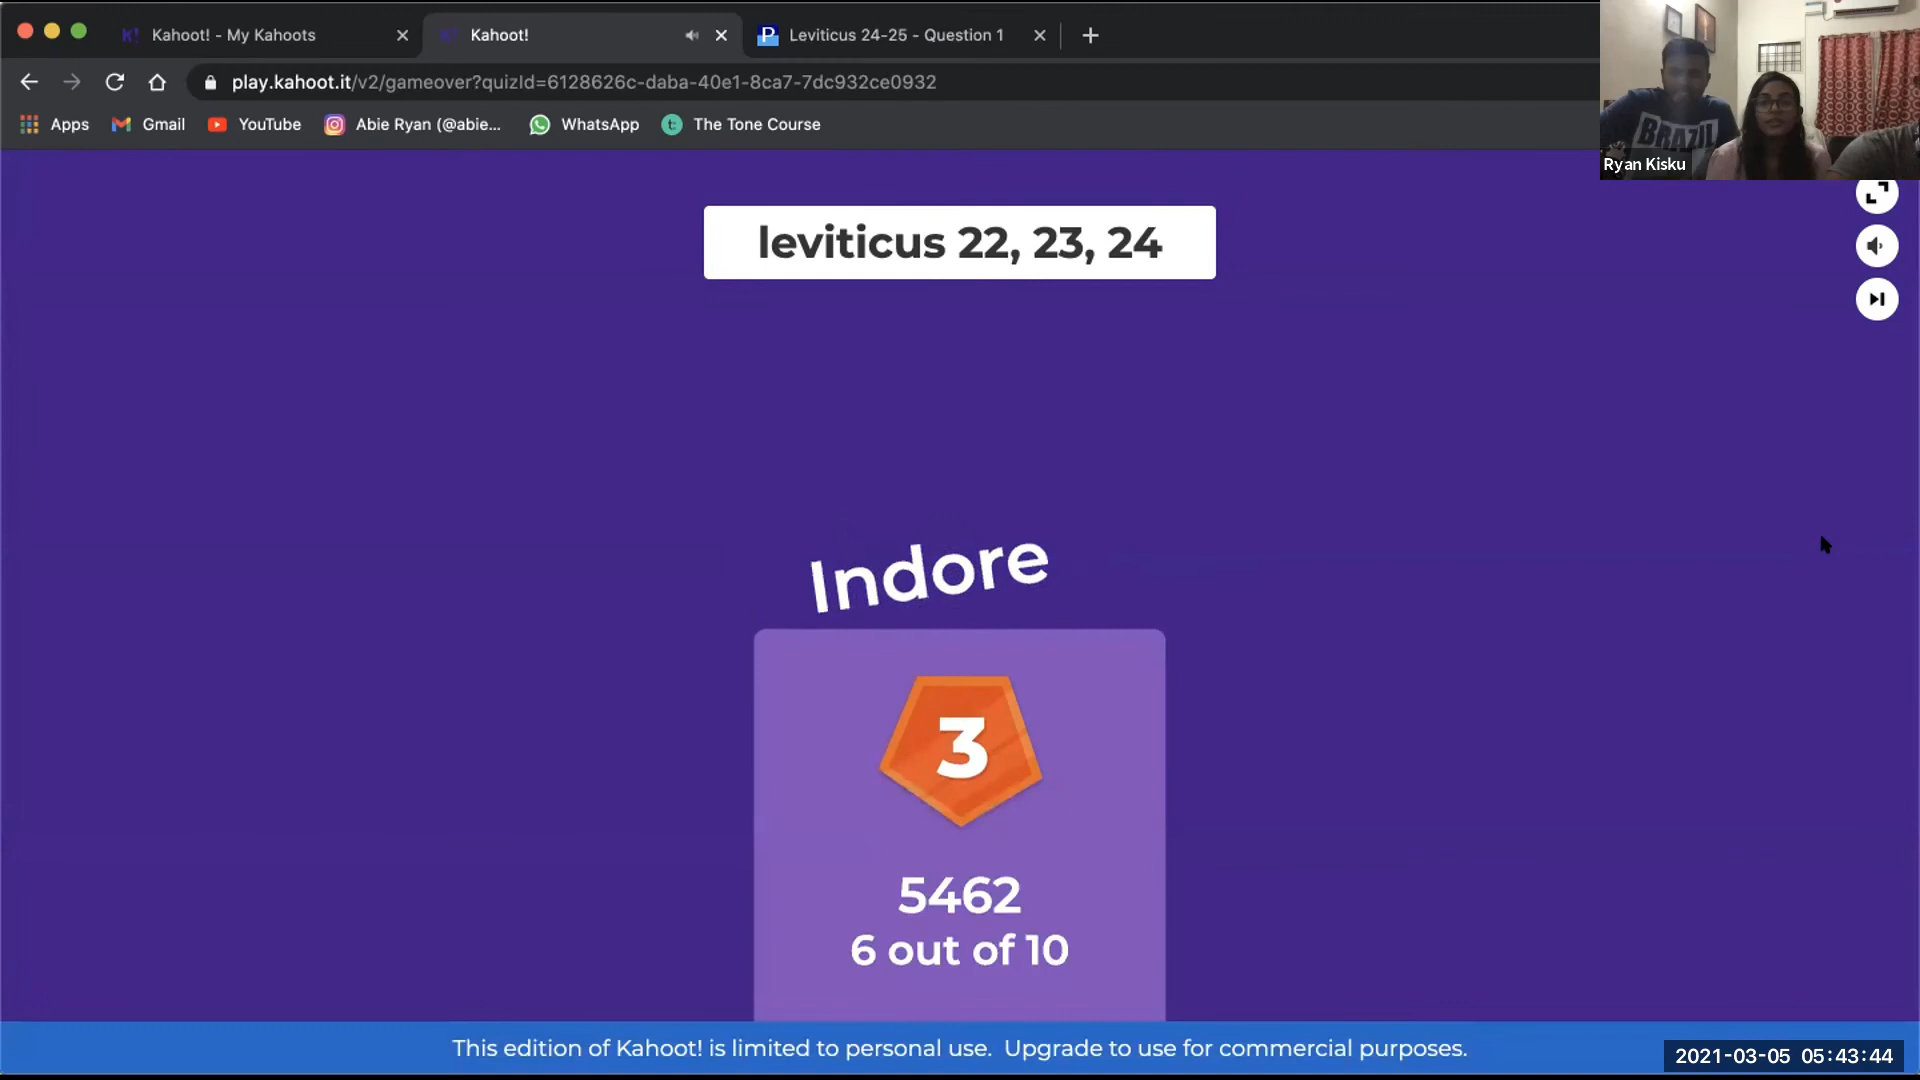 Kahoot! - My Kahoots
Kahoot!
Leviticus 24-25 - Question 1
play.kahoot.it/v2/gameover?quizId=6128626c-daba-40e1-8ca7-7dc932ce0932
Apps
Gmail
YouTube
Abie Ryan (@abie...
WhatsApp
The Tone Course
BRAZIL
Ryan Kisku
leviticus 22, 23, 24
Indore
3
5462
6 out of 10
This edition of Kahoot! is limited to personal use. Upgrade to use for commercial purposes.
2021-03-05 05:43:44